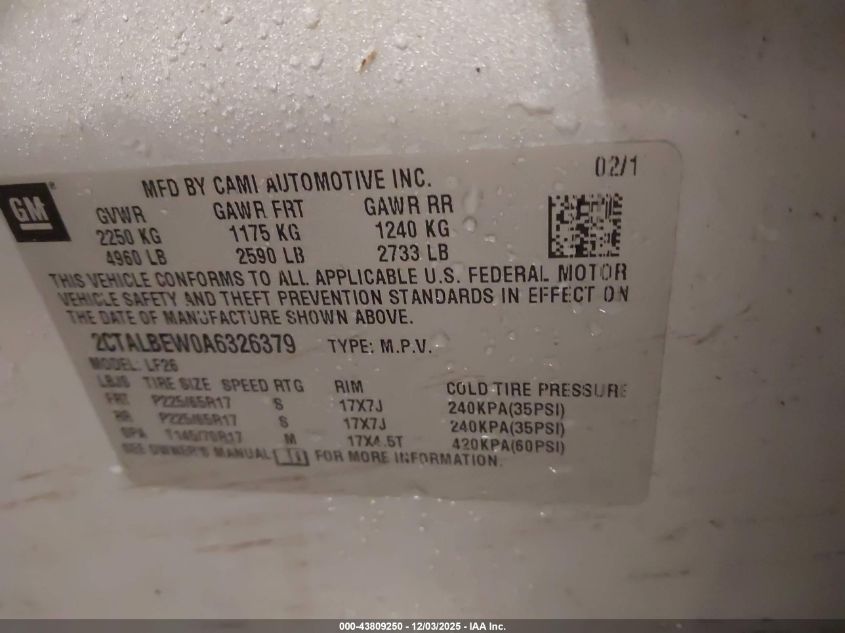 02/1
MFD BY CAMI AUTOMOTIVE INC.
GM
GVWR GAWR FRT GAWR RR
2250 KG 1175 KG 1240 KG
4960 LB 2590 LB 2733 LB
THIS VEHICLE CONFORMS TO ALL APPLICABLE U.S. FEDERAL MOTOR
VEHICLE SAFETY AND THEFT PREVENTION STANDARDS IN EFFECT ON
THE DATE OF MANUFACTURE SHOWN ABOVE.
2CTALBEW0A6326379 TYPE: M.P.V.
MODEL: LF26
TIRE SIZE SPEED RTG RIM COLD TIRE PRESSURE
FRT P225/65R17 S 17X7J 240KPA(35PSI)
RR P225/65R17 S 17X7J 240KPA(35PSI)
SPA T145/70R17 M 17X4.5T 420KPA(60PSI)
SEE OWNER'S MANUAL FOR MORE INFORMATION.
000-43809250 - 12/03/2025 - IAA Inc.